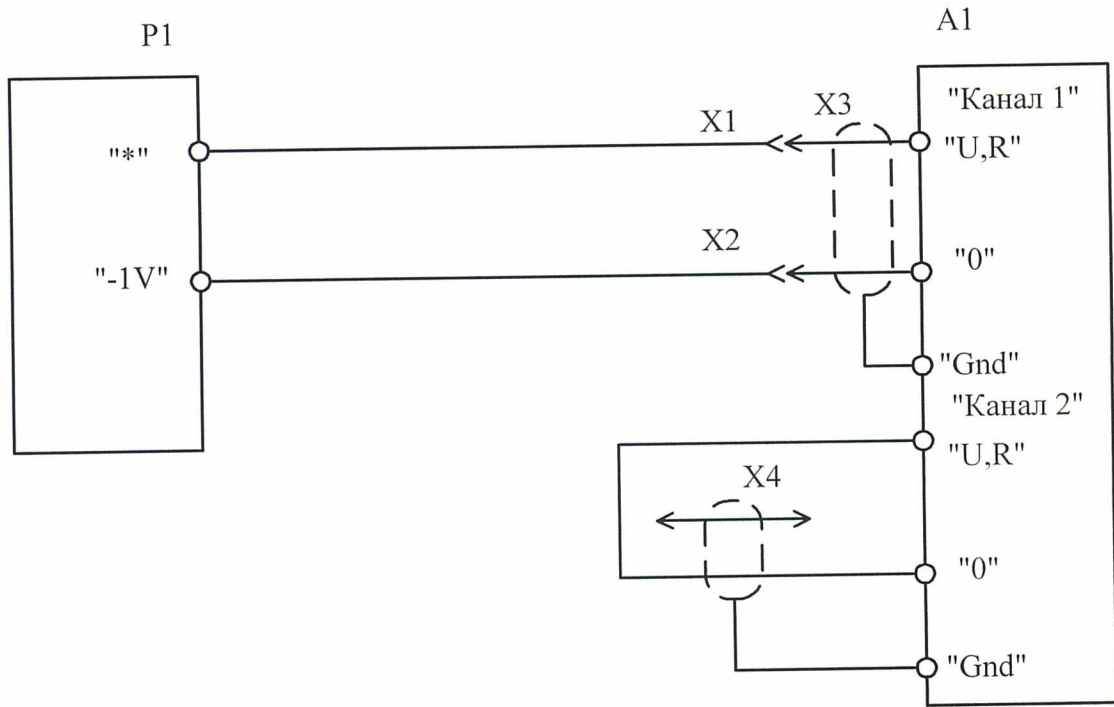 P1
A1
"Канал 1"
X1
X3
"*"
"U,R"
X2
"0"
"-1V"
"Gnd"
"Канал 2"
"U,R"
X4
"0"
"Gnd"